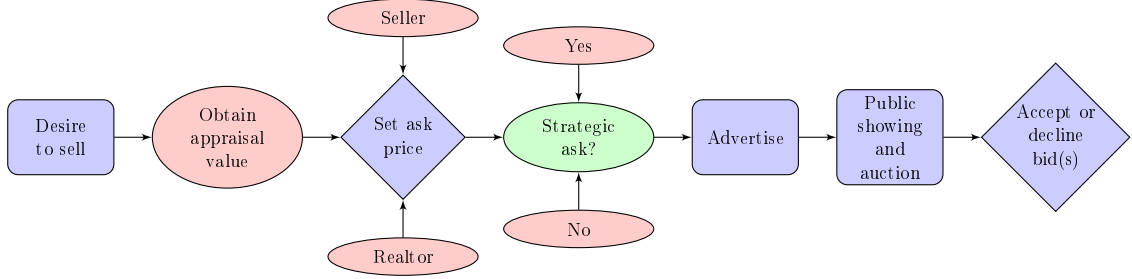 Seller
Yes
Desire
to sell
Obtain
appraisal
value
Set ask
price
Strategic
ask?
Advertise
Public
showing
and
auction
Accept or
decline
bid(s)
Realtor
No